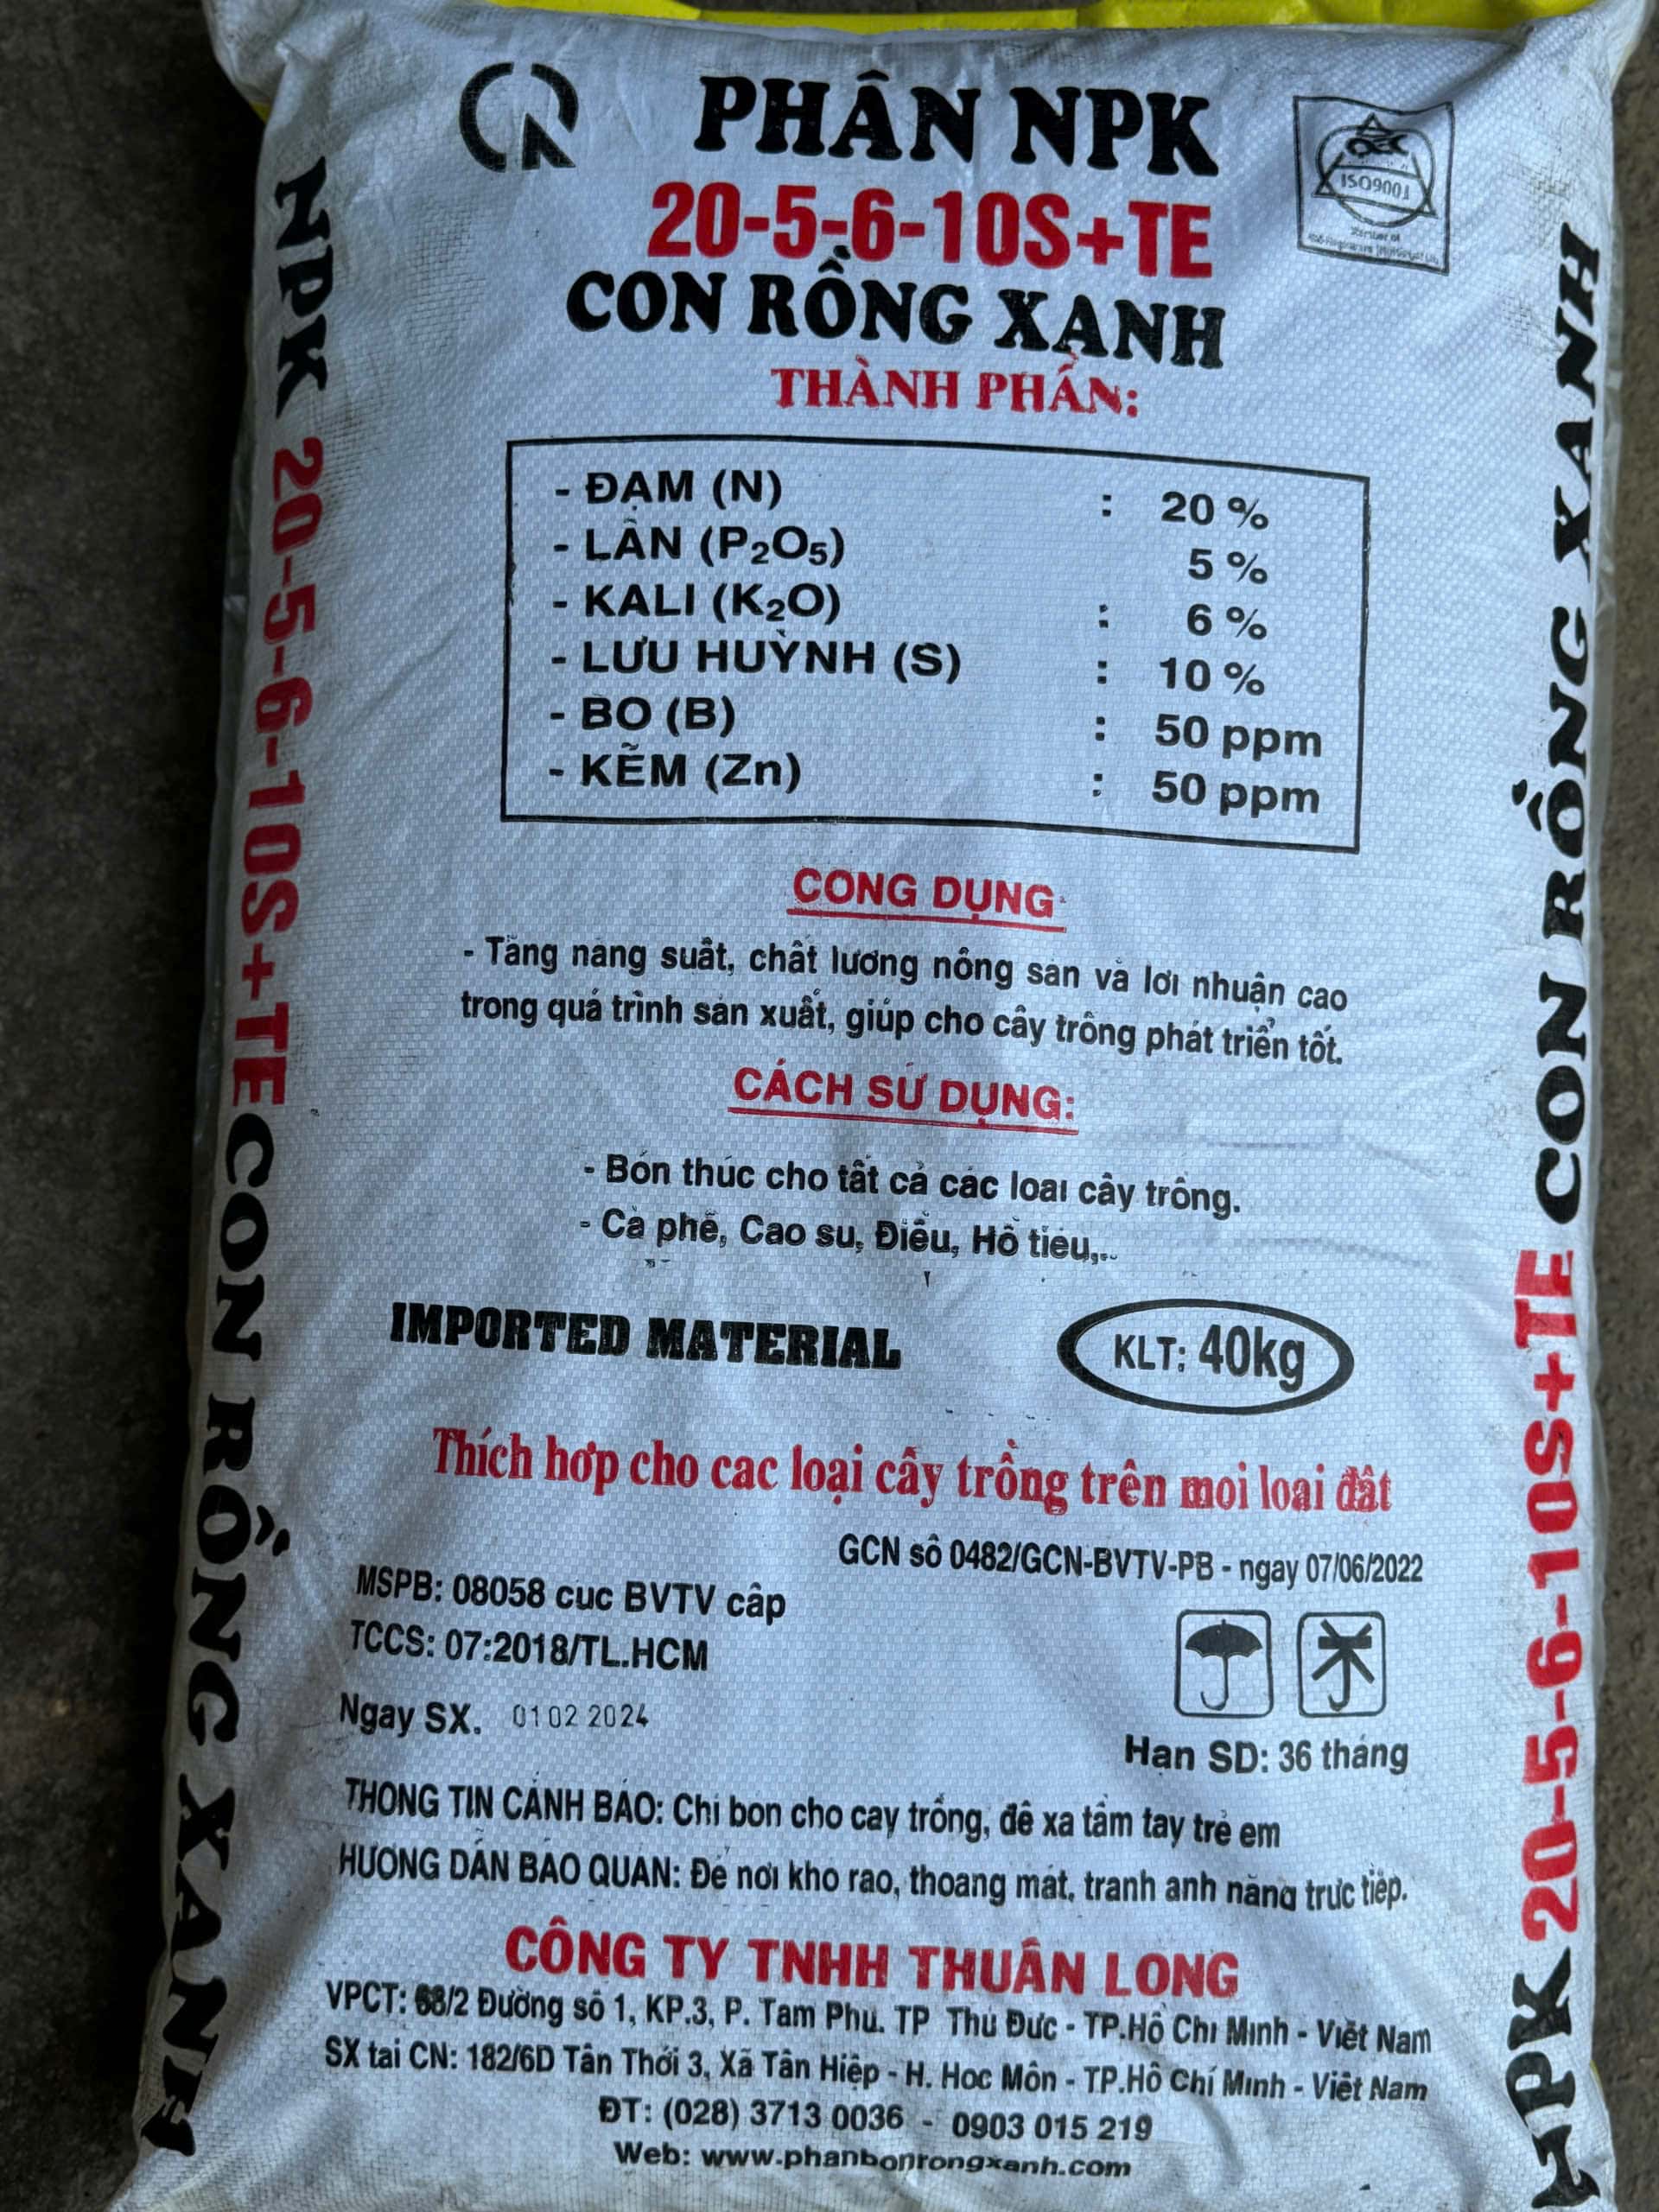 PHÂN NPK
20-5-6-10S+TE
CON RỒNG XANH
THÀNH PHẦN:
ISO9001
- ĐẠM (N) : 20 %
- LÂN (P₂O₅) 5 %
- KALI (K₂O) : 6 %
- LƯU HUỲNH (S) : 10 %
- BO (B) : 50 ppm
- KẼM (Zn) : 50 ppm
CÔNG DỤNG
- Tăng năng suất, chất lượng nông sản và lợi nhuận cao
trong quá trình sản xuất, giúp cho cây trồng phát triển tốt.
CÁCH SỬ DỤNG:
- Bón thúc cho tất cả các loại cây trồng.
- Cà phê, Cao su, Điều, Hồ tiêu,..
IMPORTED MATERIAL
KLT: 40kg
Thích hợp cho các loại cây trồng trên mọi loại đất
GCN số 0482/GCN-BVTV-PB - ngày 07/06/2022
MSPB: 08058 cục BVTV cấp
TCCS: 07:2018/TL.HCM
Ngày SX. 01 02 2024
Hạn SD: 36 tháng
THÔNG TIN CẢNH BÁO: Chỉ bón cho cây trồng, để xa tầm tay trẻ em
HƯỚNG DẪN BẢO QUẢN: Để nơi khô ráo, thoáng mát, tránh ánh nắng trực tiếp.
CÔNG TY TNHH THUẬN LONG
VPCT: 68/2 Đường số 1, KP.3, P. Tam Phú. TP Thủ Đức - TP.Hồ Chí Minh - Việt Nam
SX tại CN: 182/6D Tân Thới 3, Xã Tân Hiệp - H. Hóc Môn - TP.Hồ Chí Minh - Việt Nam
ĐT: (028) 3713 0036 - 0903 015 219
Web: www.phanbonrongxanh.com
NPK 20-5-6-10S+TE CON RỒNG XANH
NPK 20-5-6-10S+TE CON RỒNG XANH